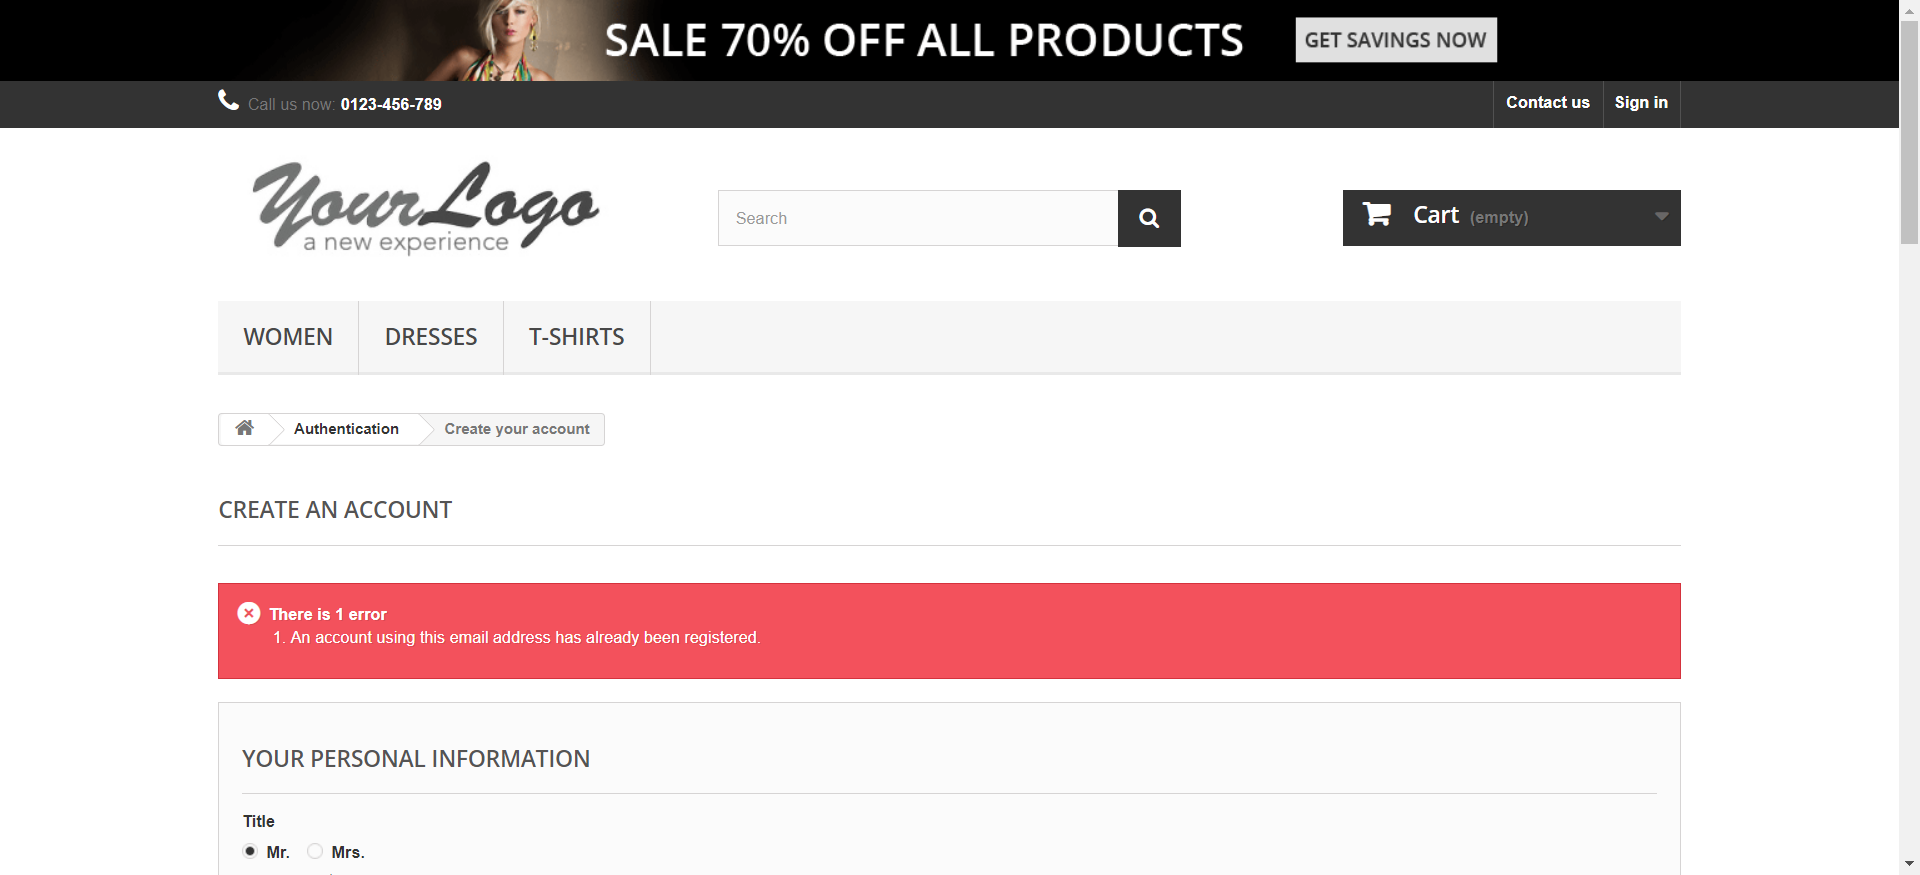 SALE 70% OFF ALL PRODUCTS GET SAVINGS NOW
Call us now: 0123-456-789 Contact us Sign in
YourLogo
a new experience
Search Cart (empty)
WOMEN DRESSES T-SHIRTS
Authentication Create your account
CREATE AN ACCOUNT
There is 1 error
1. An account using this email address has already been registered.
YOUR PERSONAL INFORMATION
Title
Mr. Mrs.